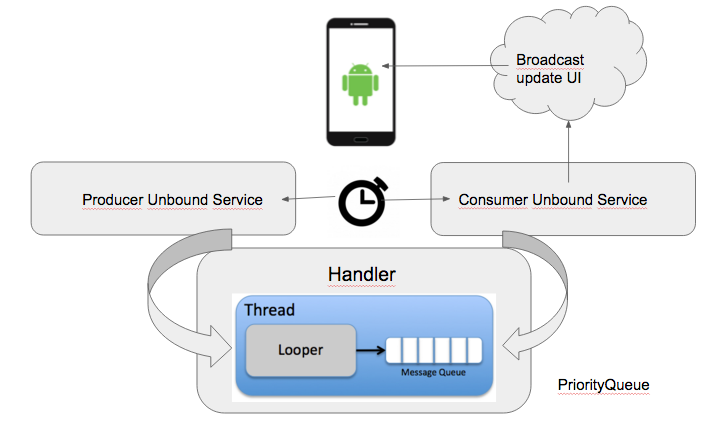 Broadcast
update UI
Producer Unbound Service
Consumer Unbound Service
Handler
Thread
Looper
Message Queue
PriorityQueue